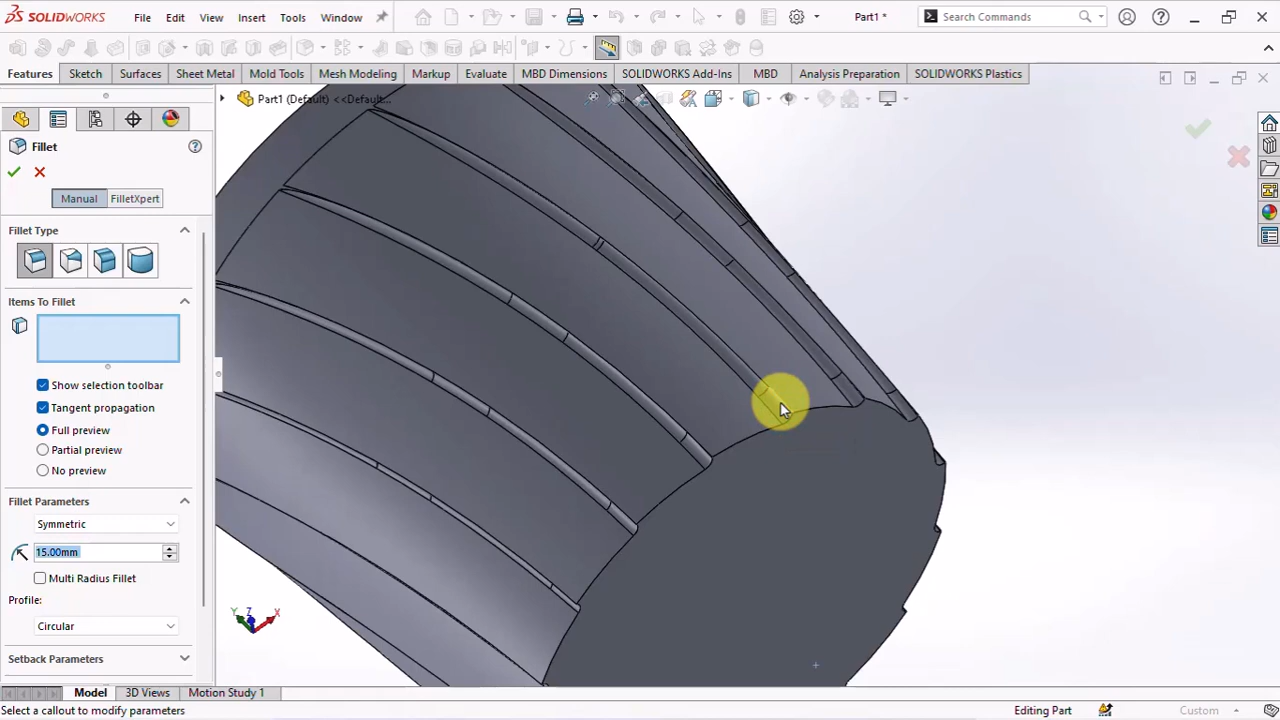 SOLIDWORKS File Edit View Insert Tools Window Part1 * Search Commands
Features Sketch Surfaces Sheet Metal Mold Tools Mesh Modeling Markup Evaluate MBD Dimensions SOLIDWORKS Add-Ins MBD Analysis Preparation SOLIDWORKS Plastics
Part1 (Default) <<Default...
Fillet
Manual FilletXpert
Fillet Type
Items To Fillet
Show selection toolbar
Tangent propagation
Full preview
Partial preview
No preview
Fillet Parameters
Symmetric
15.00mm
Multi Radius Fillet
Profile:
Circular
Setback Parameters
Y Z X
Model 3D Views Motion Study 1
Select a callout to modify parameters Editing Part Custom